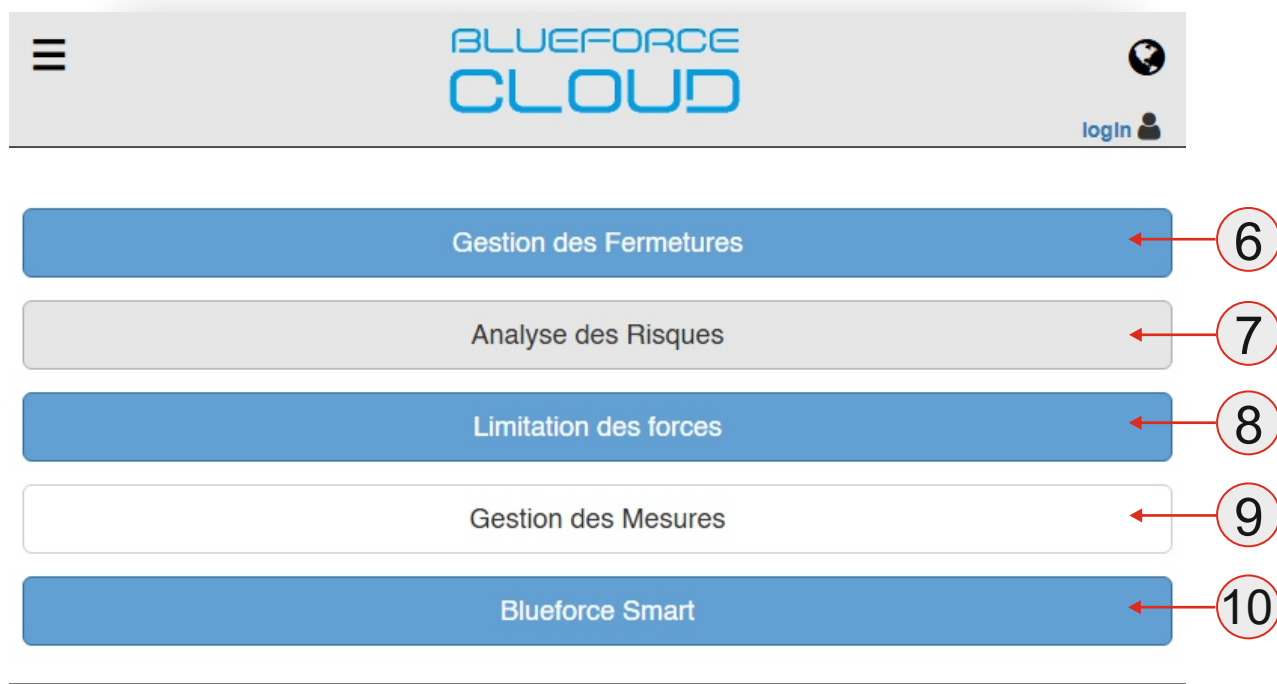 BLUEFORCE
CLOUD
login
Gestion des Fermetures
6
Analyse des Risques
7
Limitation des forces
8
Gestion des Mesures
9
Blueforce Smart
10